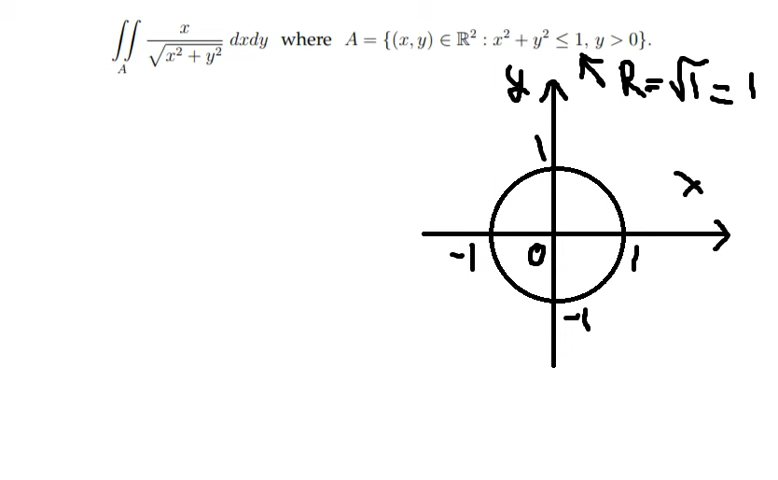 ∬_A x/√(x² + y²) dxdy where A = {(x, y) ∈ ℝ² : x² + y² ≤ 1, y > 0}.
y R = √1 = 1
1
x
-1 0 1
-1